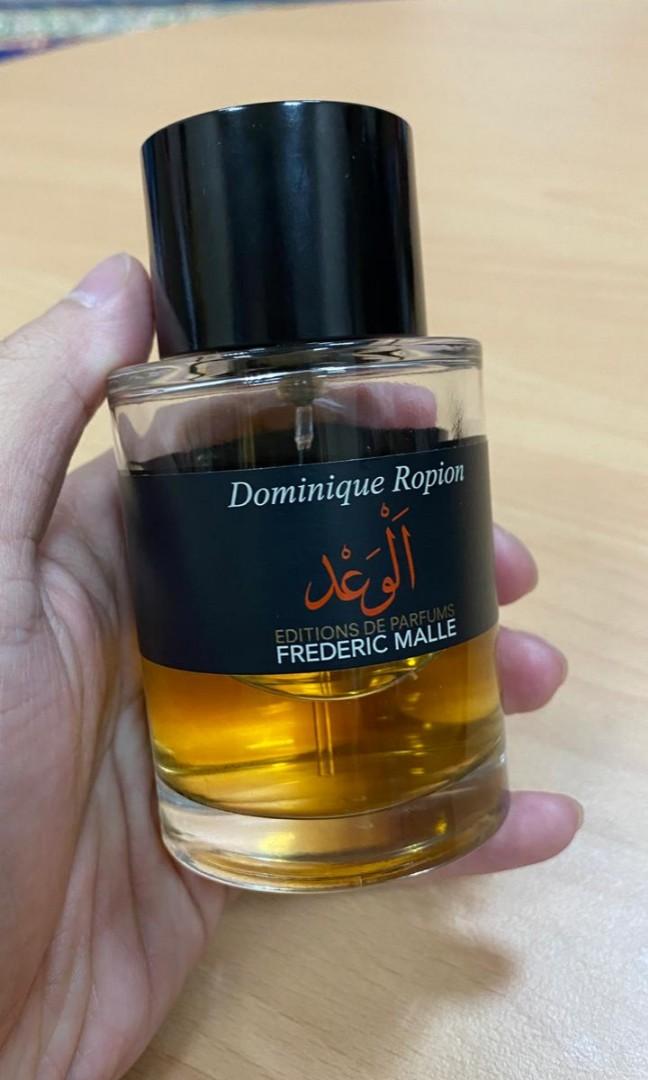 Dominique Ropion
اَلْوَعْد
EDITIONS DE PARFUMS
FREDERIC MALLE